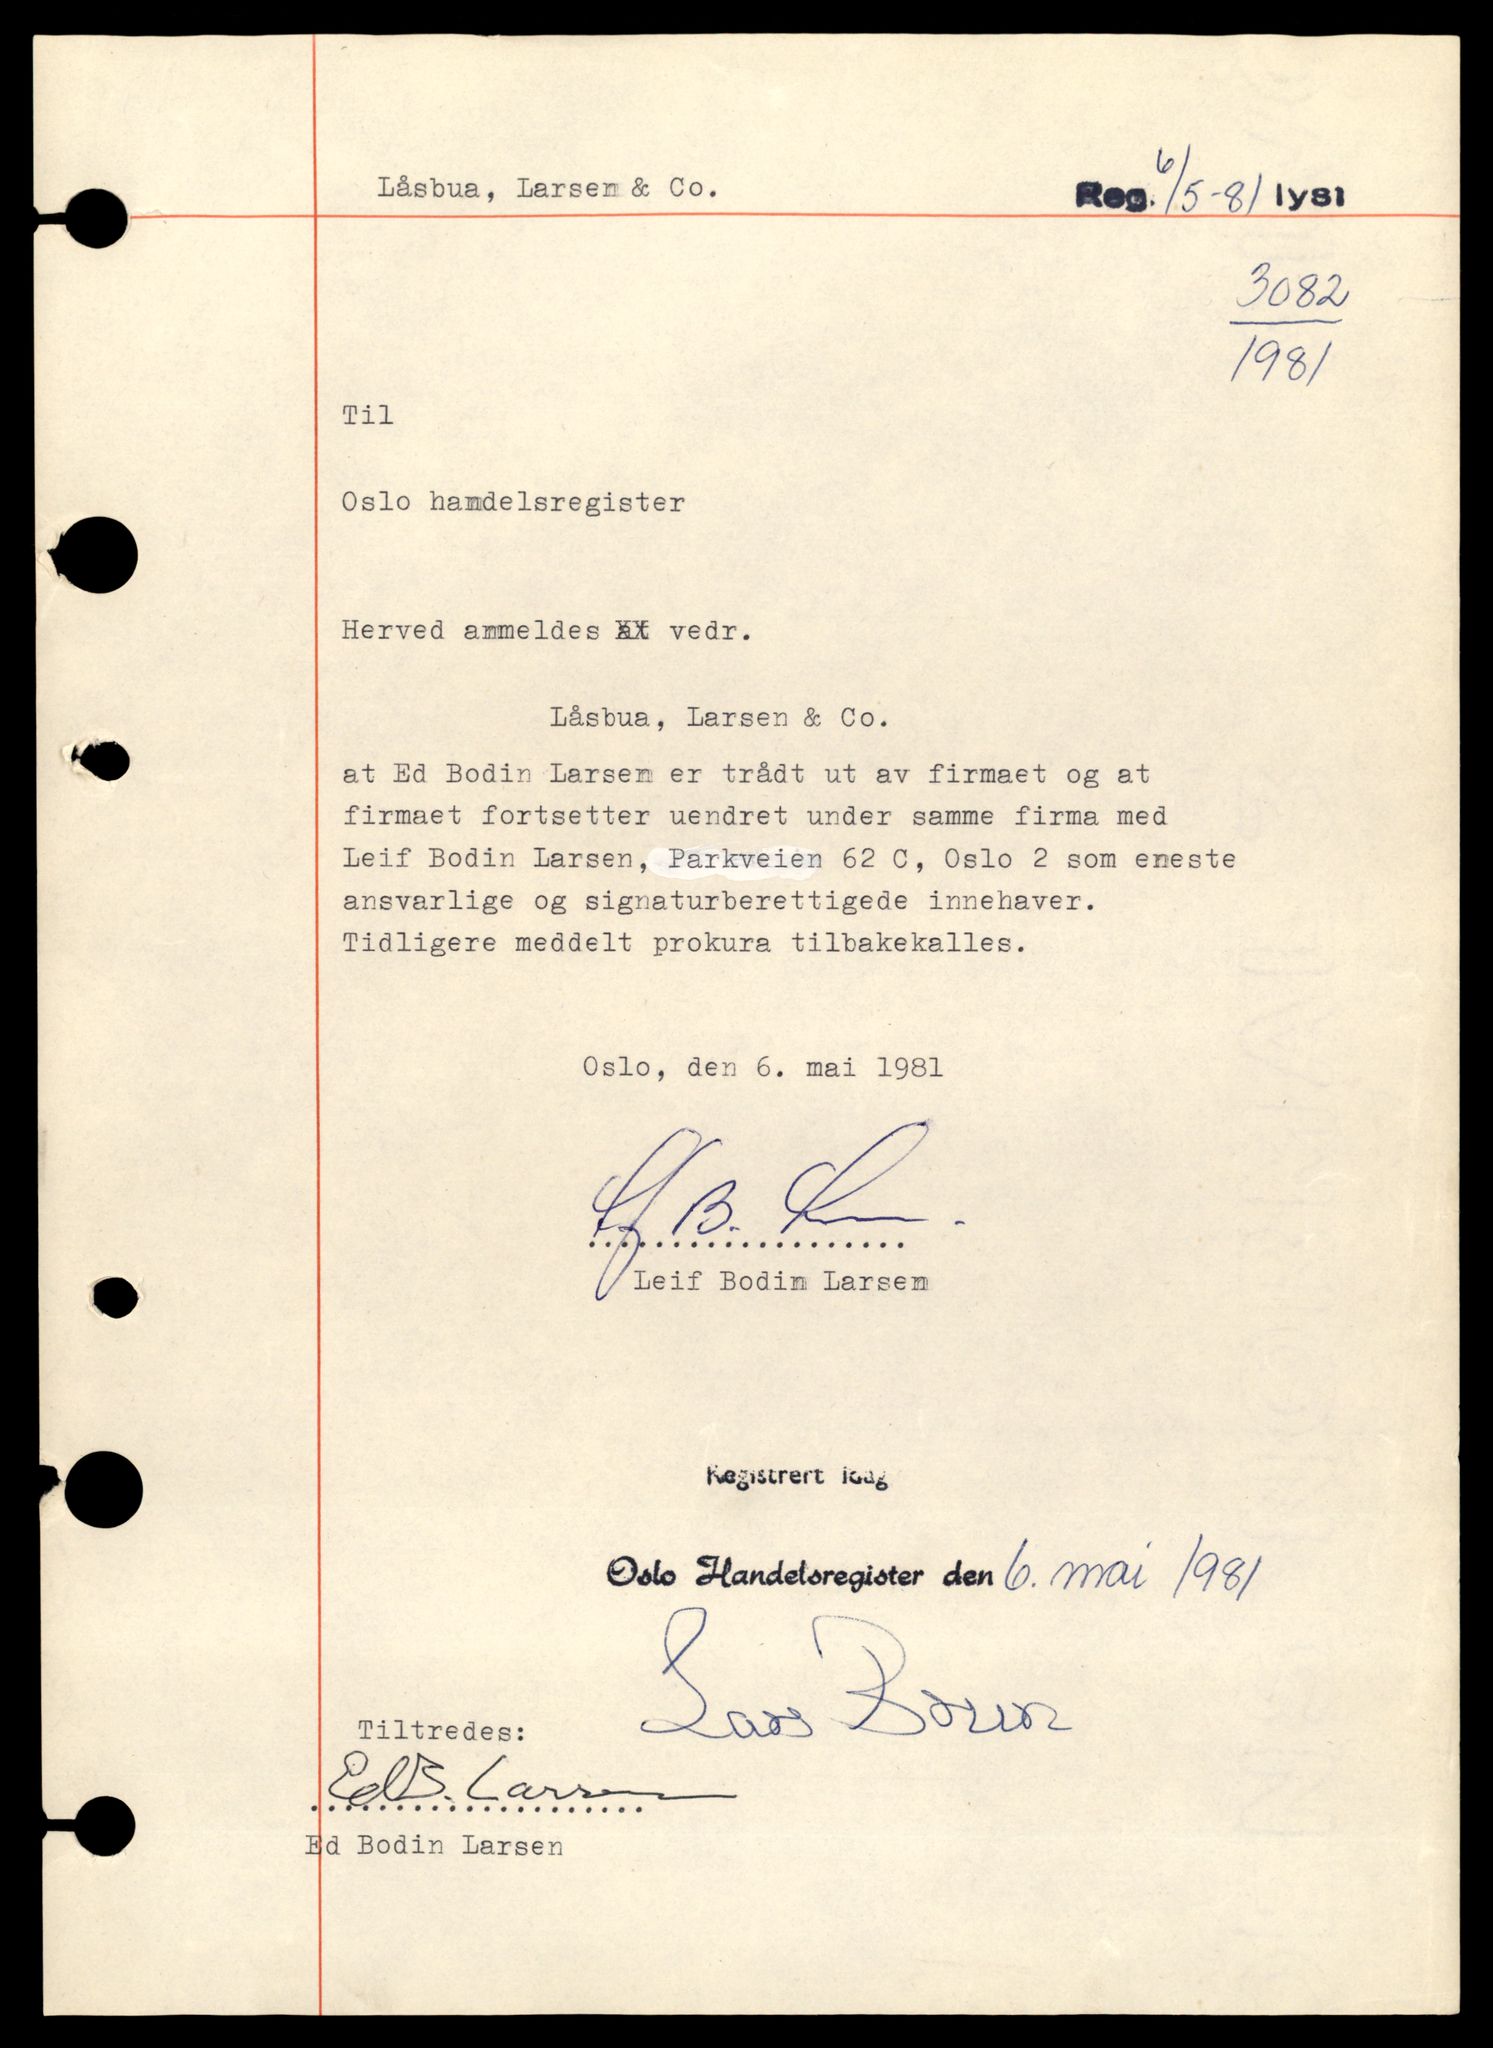 Låsbua, Larsen & Co.
Reg. 6/5-81 lyst
3082
1981
Til
Oslo handelsregister
Herved anmeldes at vedr.
Låsbua, Larsen & Co.
at Ed Bodin Larsen er trådt ut av firmaet og at
firmaet fortsetter uendret under samme firma med
Leif Bodin Larsen, Parkveien 62 C, Oslo 2 som eneste
ansvarlige og signaturberettigede innehaver.
Tidligere meddelt prokura tilbakekalles.
Oslo, den 6. mai 1981
Leif Bodin Larsen
Registrert idag
Oslo Handelsregister den 6. mai 1981
Tiltredes:
Ed B. Larsen
Ed Bodin Larsen